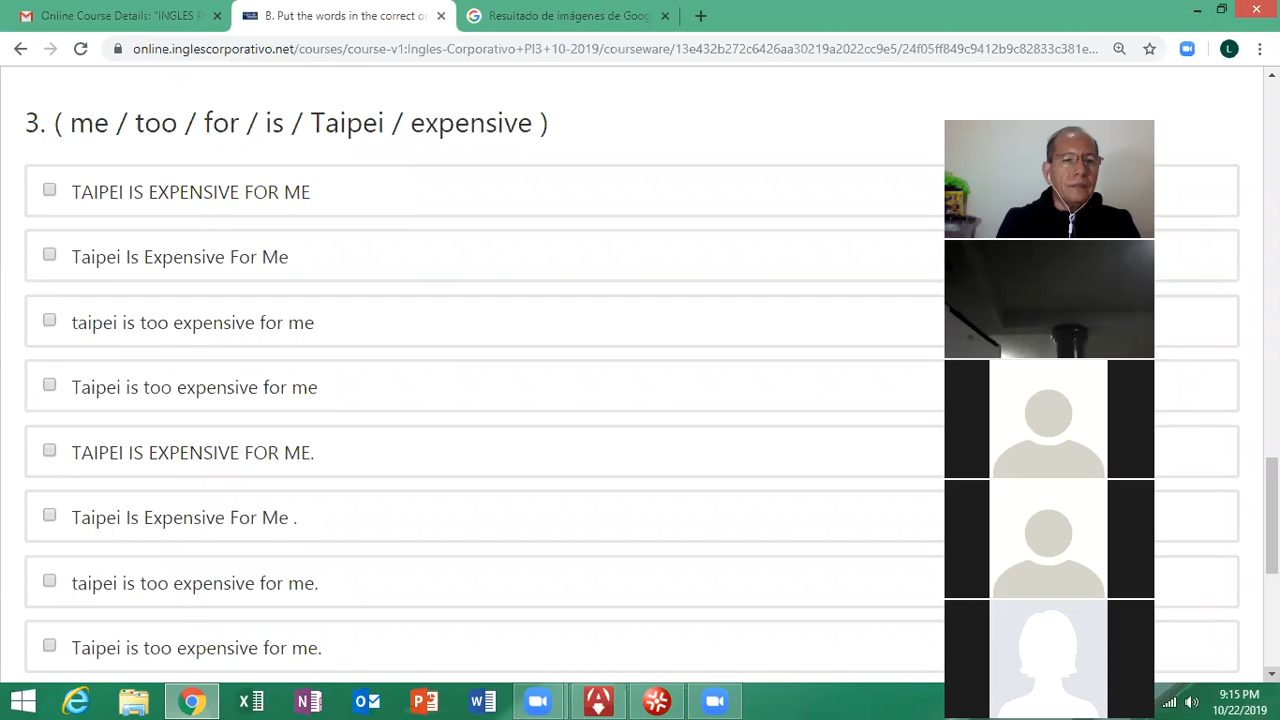 Online Course Details: "INGLES P
B. Put the words in the correct or
Resultado de imágenes de Goog
online.inglescorporativo.net/courses/course-v1:Ingles-Corporativo+PI3+10-2019/courseware/13e432b272c6426aa30219a2022cc9e5/24f05ff849c9412b9c82833c381e...
L
3. ( me / too / for / is / Taipei / expensive )
TAIPEI IS EXPENSIVE FOR ME
Taipei Is Expensive For Me
taipei is too expensive for me
Taipei is too expensive for me
TAIPEI IS EXPENSIVE FOR ME.
Taipei Is Expensive For Me .
taipei is too expensive for me.
Taipei is too expensive for me.
9:15 PM
10/22/2019